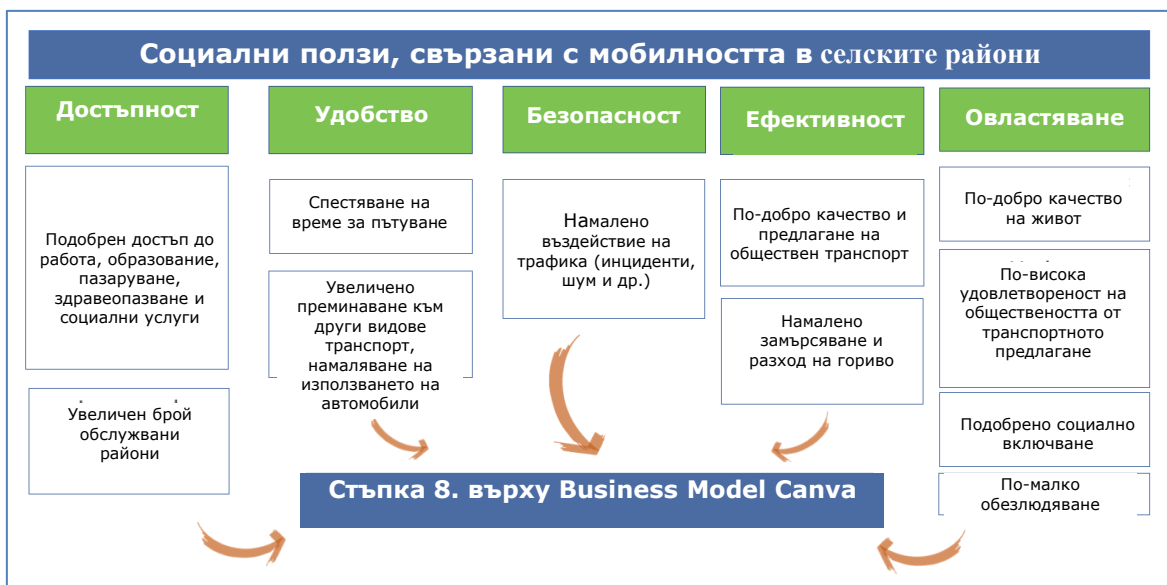 Социални ползи, свързани с мобилността в селските райони
Достъпност
Подобрен достъп до
работа, образование,
пазаруване,
здравеопазване и
социални услуги
Увеличен брой
обслужвани
райони
Удобство
Спестяване на
време за пътуване
Увеличено
преминаване към
други видове
транспорт,
намаляване на
използването на
автомобили
Безопасност
Намалено
въздействие на
трафика (инциденти,
шум и др.)
Ефективност
По-добро качество и
предлагане на
обществен транспорт
Намалено
замърсяване и
разход на гориво
Овластяване
По-добро качество
на живот
По-висока
удовлетвореност на
обществеността от
транспортното
предлагане
Подобрено социално
включване
По-малко
обезлюдяване
Стъпка 8. върху Business Model Canva